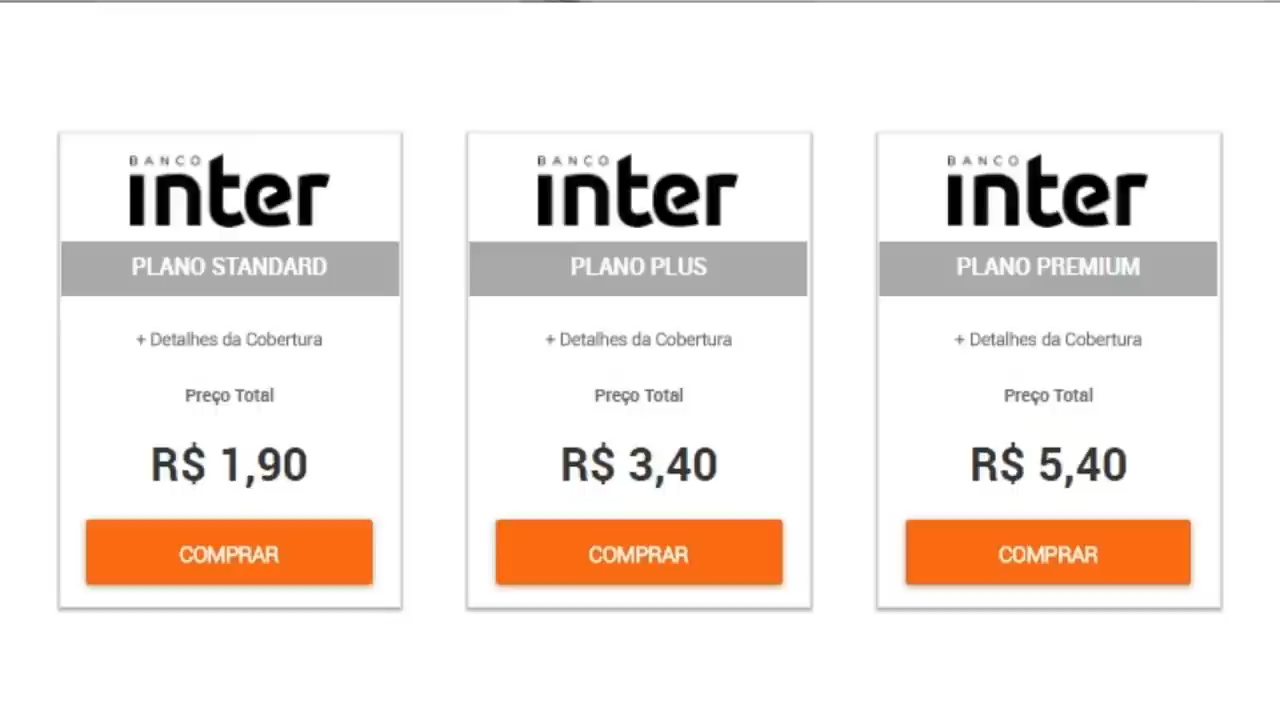 BANCO
inter
PLANO STANDARD
+ Detalhes da Cobertura
Preço Total
R$ 1,90
COMPRAR
BANCO
inter
PLANO PLUS
+ Detalhes da Cobertura
Preço Total
R$ 3,40
COMPRAR
BANCO
inter
PLANO PREMIUM
+ Detalhes da Cobertura
Preço Total
R$ 5,40
COMPRAR